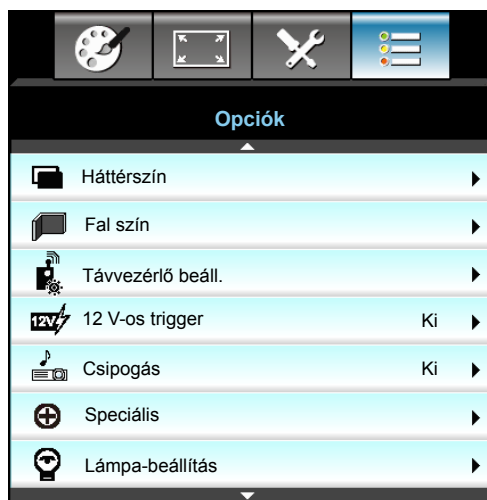 Opciók
Háttérszín
Fal szín
Távvezérlő beáll.
12V 12 V-os trigger Ki
Csipogás Ki
Speciális
Lámpa-beállítás